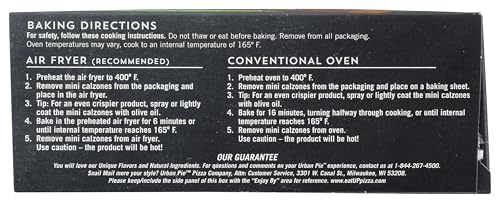 BAKING DIRECTIONS
For safety, follow these cooking instructions. Do not thaw or eat before baking. Remove from all packaging.
Oven temperatures may vary, cook to an internal temperature of 165° F.
AIR FRYER (RECOMMENDED)
1. Preheat the air fryer to 400° F.
2. Remove mini calzones from the packaging and place in the air fryer.
3. Tip: For an even crispier product, spray or lightly coat the mini calzones with olive oil.
4. Bake in the preheated air fryer for 6 minutes or until internal temperature reaches 165° F.
5. Remove mini calzones from air fryer.
Use caution – the product will be hot!
CONVENTIONAL OVEN
1. Preheat oven to 400° F.
2. Remove mini calzones from the packaging and place on a baking sheet.
3. Tip: For an even crispier product, spray or lightly coat the mini calzones with olive oil.
4. Bake for 16 minutes, turning halfway through cooking, or until internal temperature reaches 165° F.
5. Remove mini calzones from oven.
Use caution – the product will be hot!
OUR GUARANTEE
You will love our Unique Flavors and Natural Ingredients. For questions and comments on your Urban Pie™ experience, contact us at 1-844-267-4500.
Snail Mail more your style? Urban Pie™ Pizza Company, Attn: Customer Service, 3301 W. Canal St., Milwaukee, WI 53208.
Please keep/include the side panel of this box with the "Enjoy By" area for reference. www.eatUPpizza.com